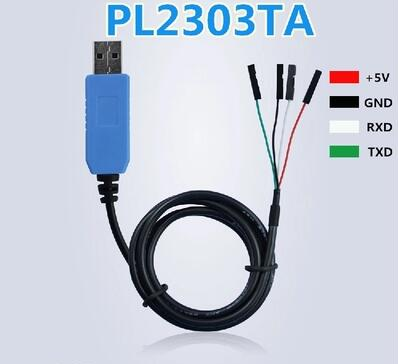 PL2303TA
+5V
GND
RXD
TXD